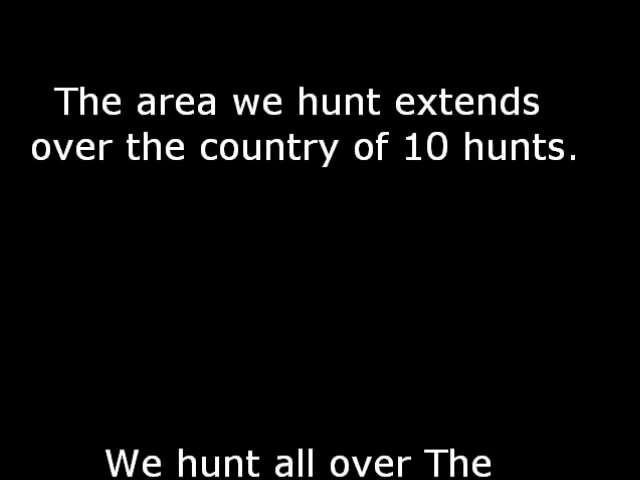 The area we hunt extends
over the country of 10 hunts.
We hunt all over The